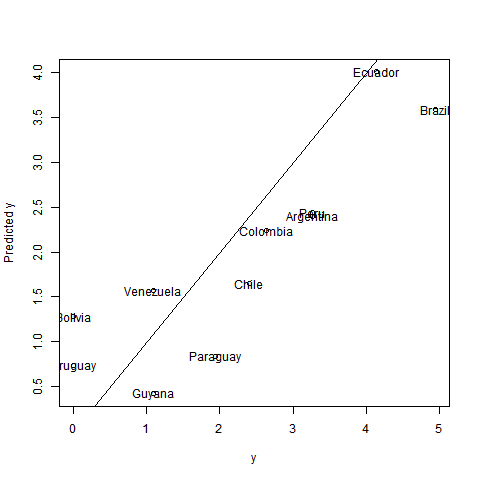 4.0
3.5
3.0
2.5
2.0
1.5
1.0
0.5
Predicted y
Ecuador
Brazil
Peru
Argentina
Colombia
Chile
Venezuela
Bolivia
Paraguay
ruguay
Guyana
0 1 2 3 4 5
y